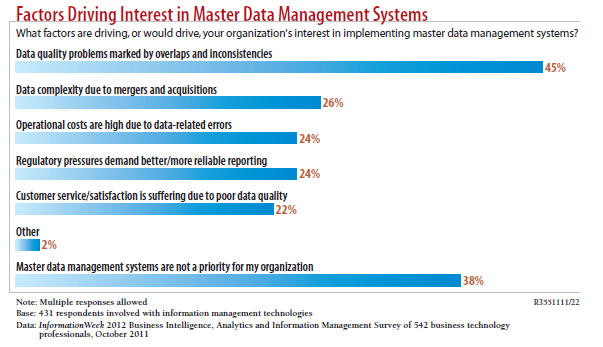 Factors Driving Interest in Master Data Management Systems
What factors are driving, or would drive, your organization's interest in implementing master data management systems?
Data quality problems marked by overlaps and inconsistencies
45%
Data complexity due to mergers and acquisitions
26%
Operational costs are high due to data-related errors
24%
Regulatory pressures demand better/more reliable reporting
24%
Customer service/satisfaction is suffering due to poor data quality
22%
Other
2%
Master data management systems are not a priority for my organization
38%
Note: Multiple responses allowed
R3551111/22
Base: 431 respondents involved with information management technologies
Data: InformationWeek 2012 Business Intelligence, Analytics and Information Management Survey of 542 business technology
professionals, October 2011